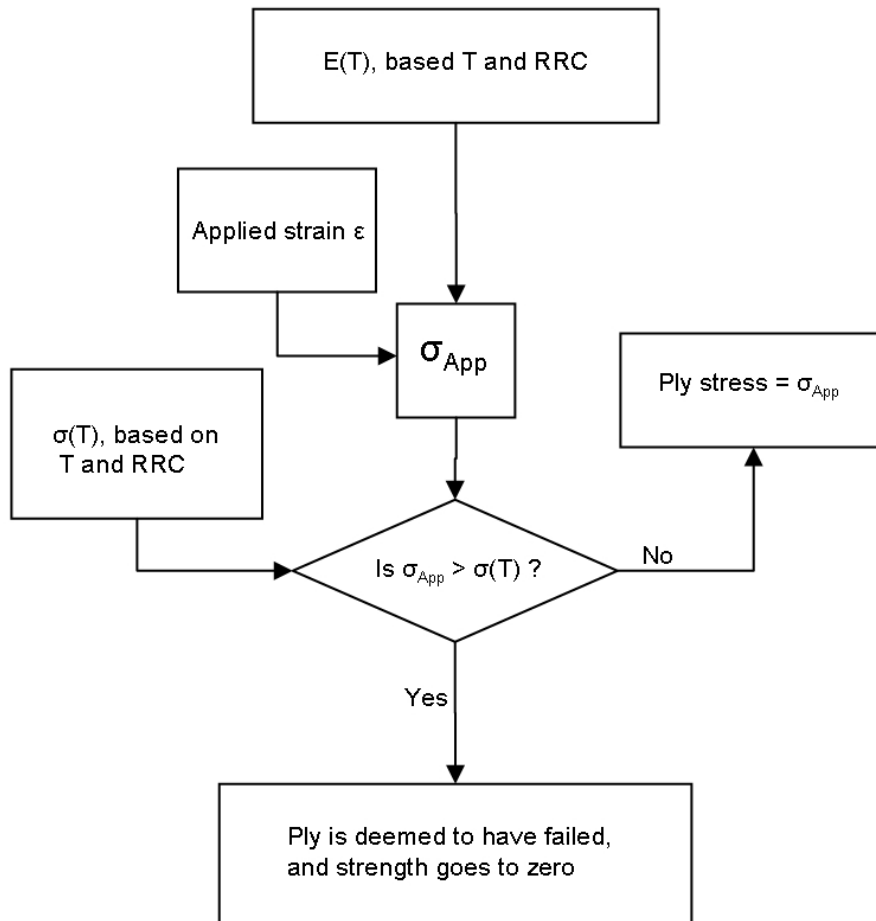 E(T), based T and RRC
Applied strain ε
σApp
Ply stress = σApp
σ(T), based on
T and RRC
Is σApp > σ(T) ?
No
Yes
Ply is deemed to have failed,
and strength goes to zero